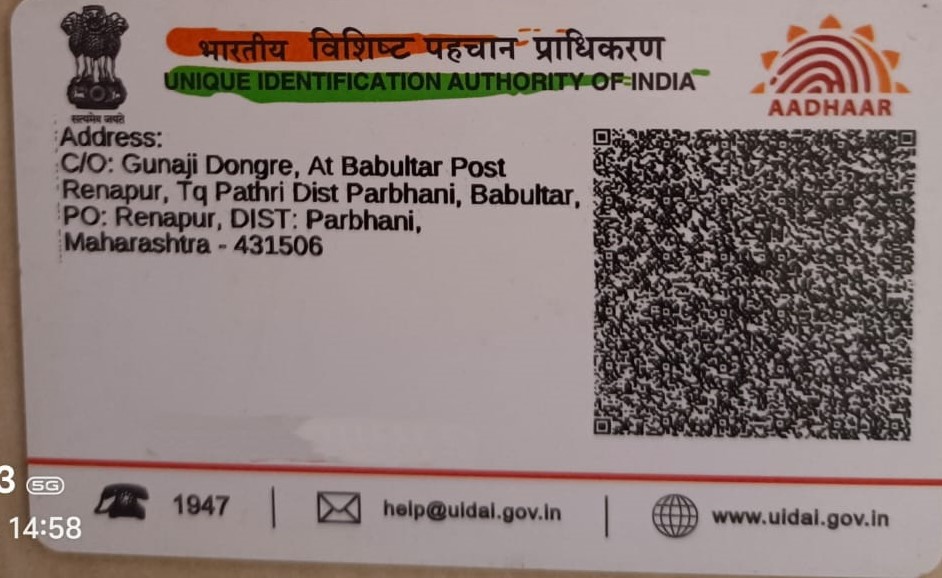 भारतीय विशिष्ट पहचान प्राधिकरण
UNIQUE IDENTIFICATION AUTHORITY OF INDIA
सत्यमेव जयते
AADHAAR
Address:
C/O: Gunaji Dongre, At Babultar Post
Renapur, Tq Pathri Dist Parbhani, Babultar,
PO: Renapur, DIST: Parbhani,
Maharashtra - 431506
1947
help@uidai.gov.in
www.uidai.gov.in
3 5G
14:58